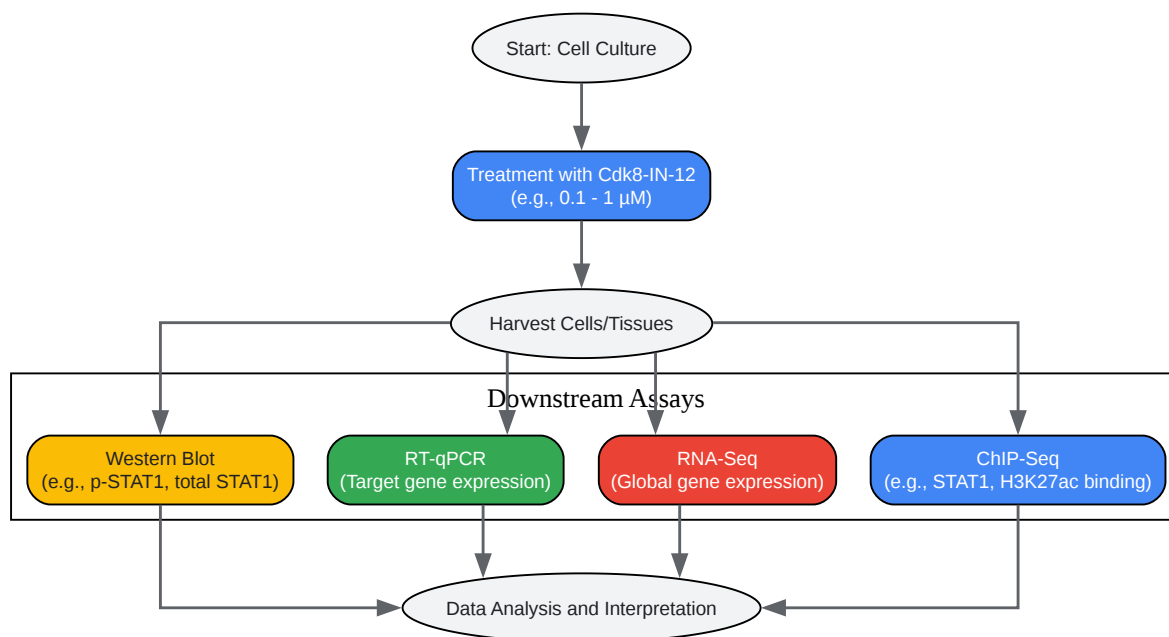 Start: Cell Culture
Treatment with Cdk8-IN-12
(e.g., 0.1 - 1 µM)
Harvest Cells/Tissues
Downstream Assays
Western Blot
(e.g., p-STAT1, total STAT1)
RT-qPCR
(Target gene expression)
RNA-Seq
(Global gene expression)
ChIP-Seq
(e.g., STAT1, H3K27ac binding)
Data Analysis and Interpretation